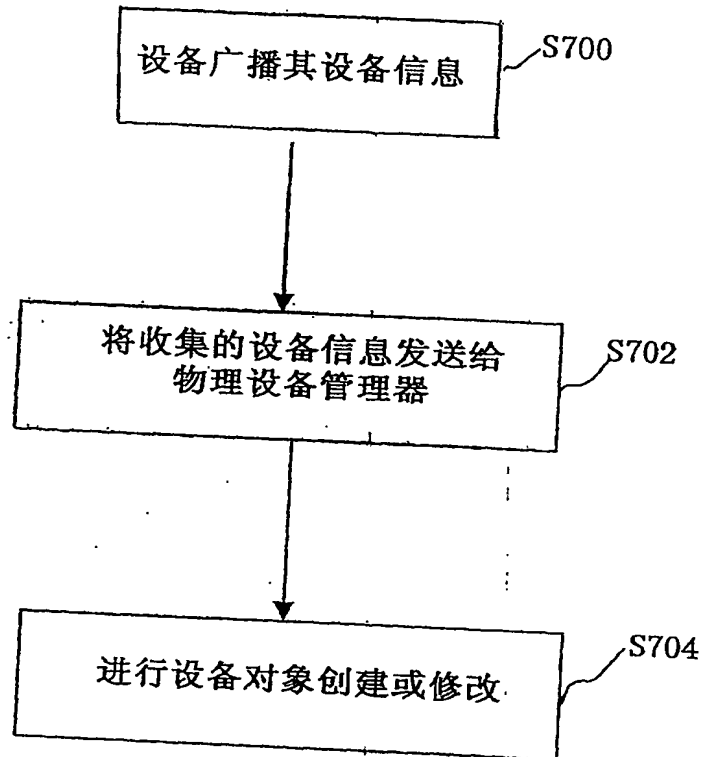 设备广播其设备信息
S700
将收集的设备信息发送给
物理设备管理器
S702
进行设备对象创建或修改
S704